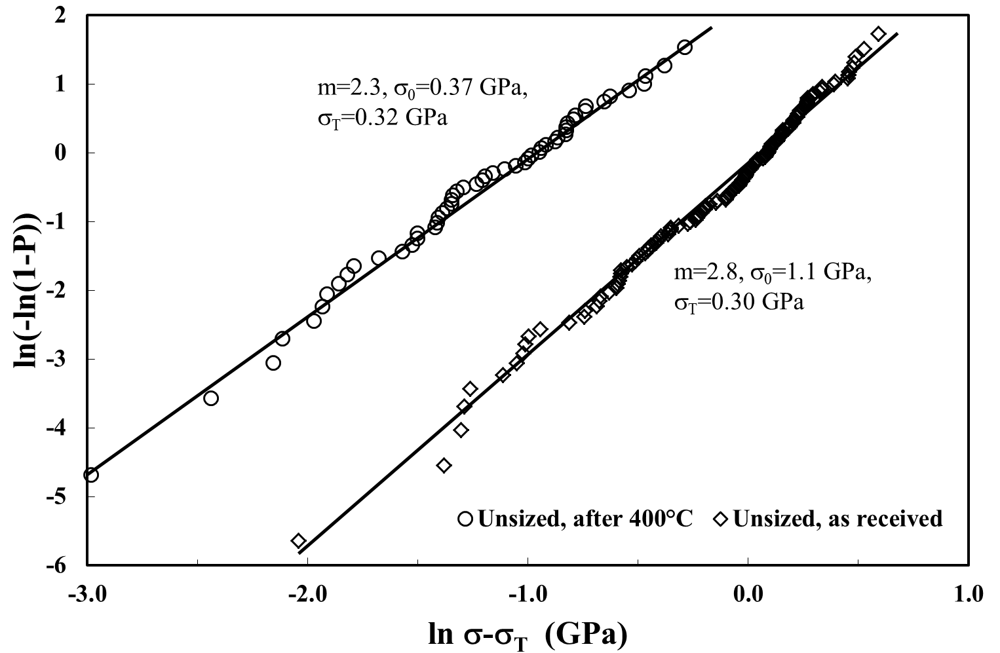 2
1
0
-1
-2
-3
-4
-5
-6
ln(-ln(1-P))
m=2.3, σ0=0.37 GPa,
σT=0.32 GPa
m=2.8, σ0=1.1 GPa,
σT=0.30 GPa
Unsized, after 400°C Unsized, as received
-3.0 -2.0 -1.0 0.0 1.0
ln σ-σT (GPa)